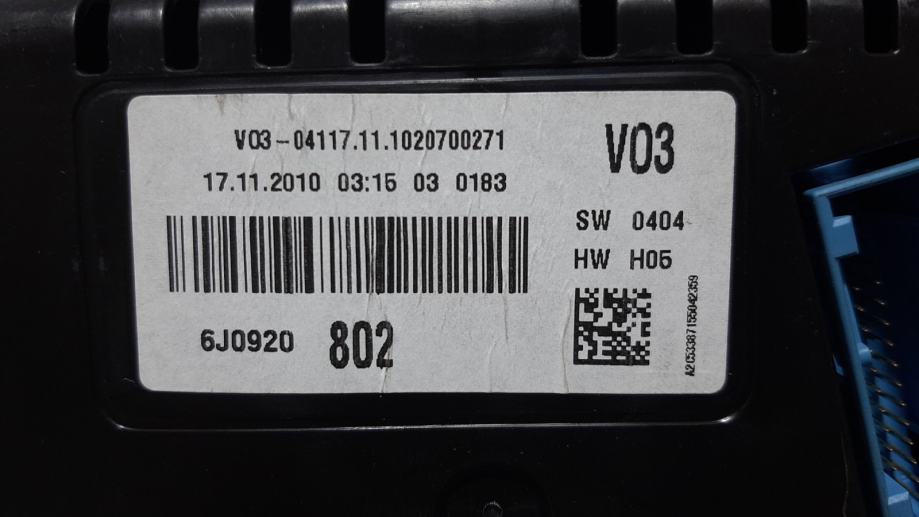 V03-04117.11.1020700271
V03
17.11.2010 03:15 03 0183
SW 0404
HW H05
6J0920 802
A2C53387155042359